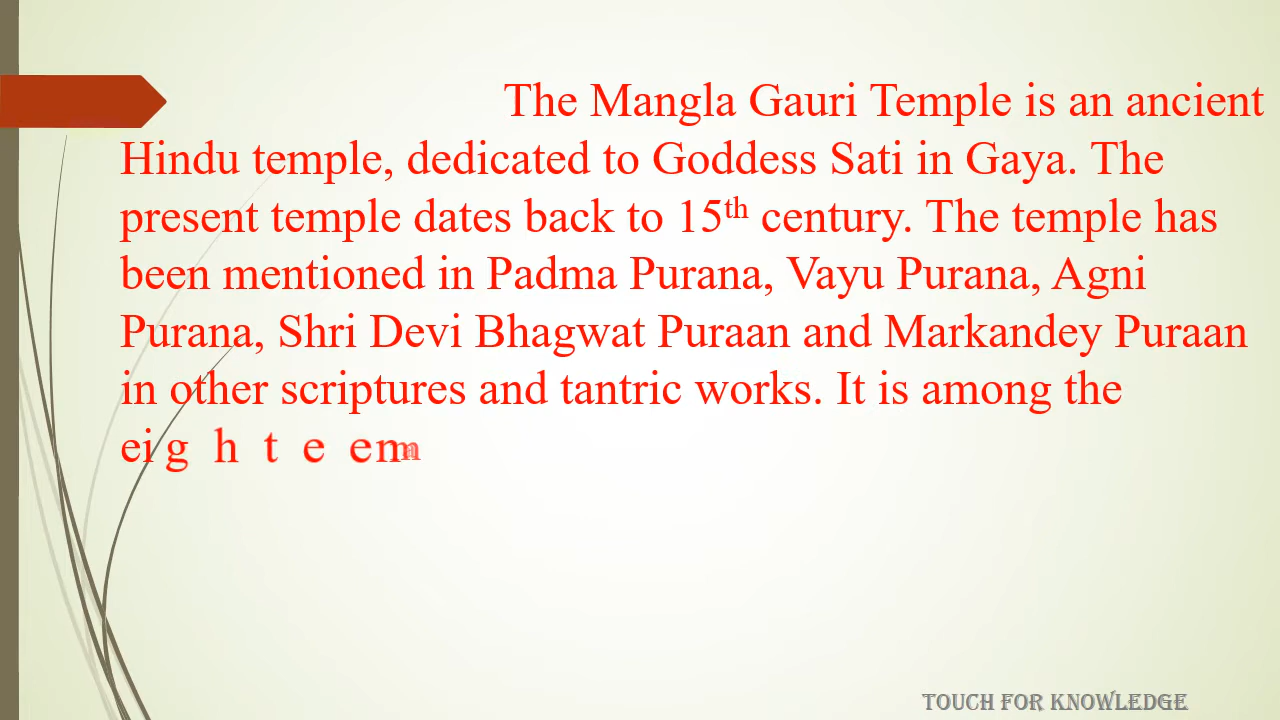 The Mangla Gauri Temple is an ancient
Hindu temple, dedicated to Goddess Sati in Gaya. The
present temple dates back to 15th century. The temple has
been mentioned in Padma Purana, Vayu Purana, Agni
Purana, Shri Devi Bhagwat Puraan and Markandey Puraan
in other scriptures and tantric works. It is among the
eighteen
TOUCH FOR KNOWLEDGE